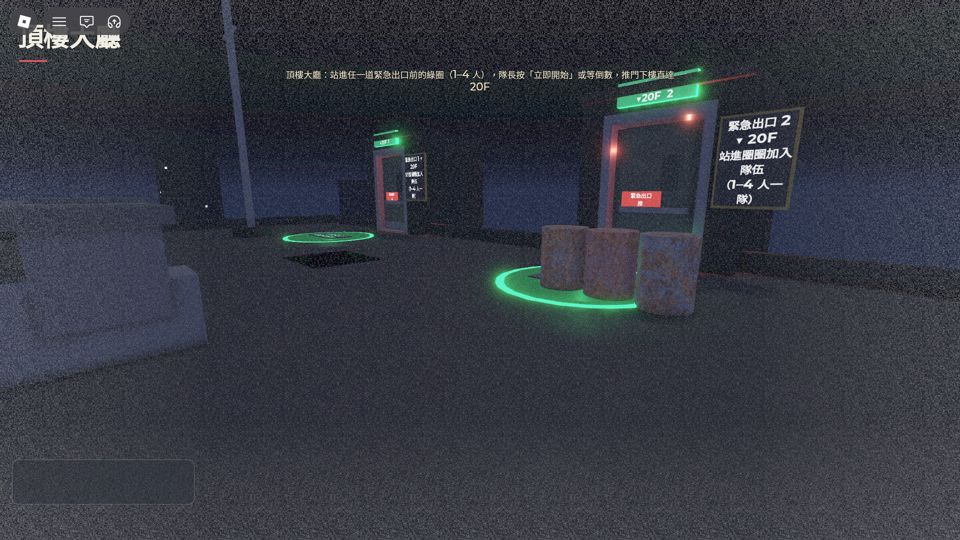 頂樓大廳
頂樓大廳：站進任一道緊急出口前的綠圈（1–4 人），隊長按「立即開始」或等倒數，推門下樓直達
20F
▼20F 2
緊急出口 2
▼ 20F
站進圈圈加入
隊伍
（1–4 人一
隊）
緊急出口